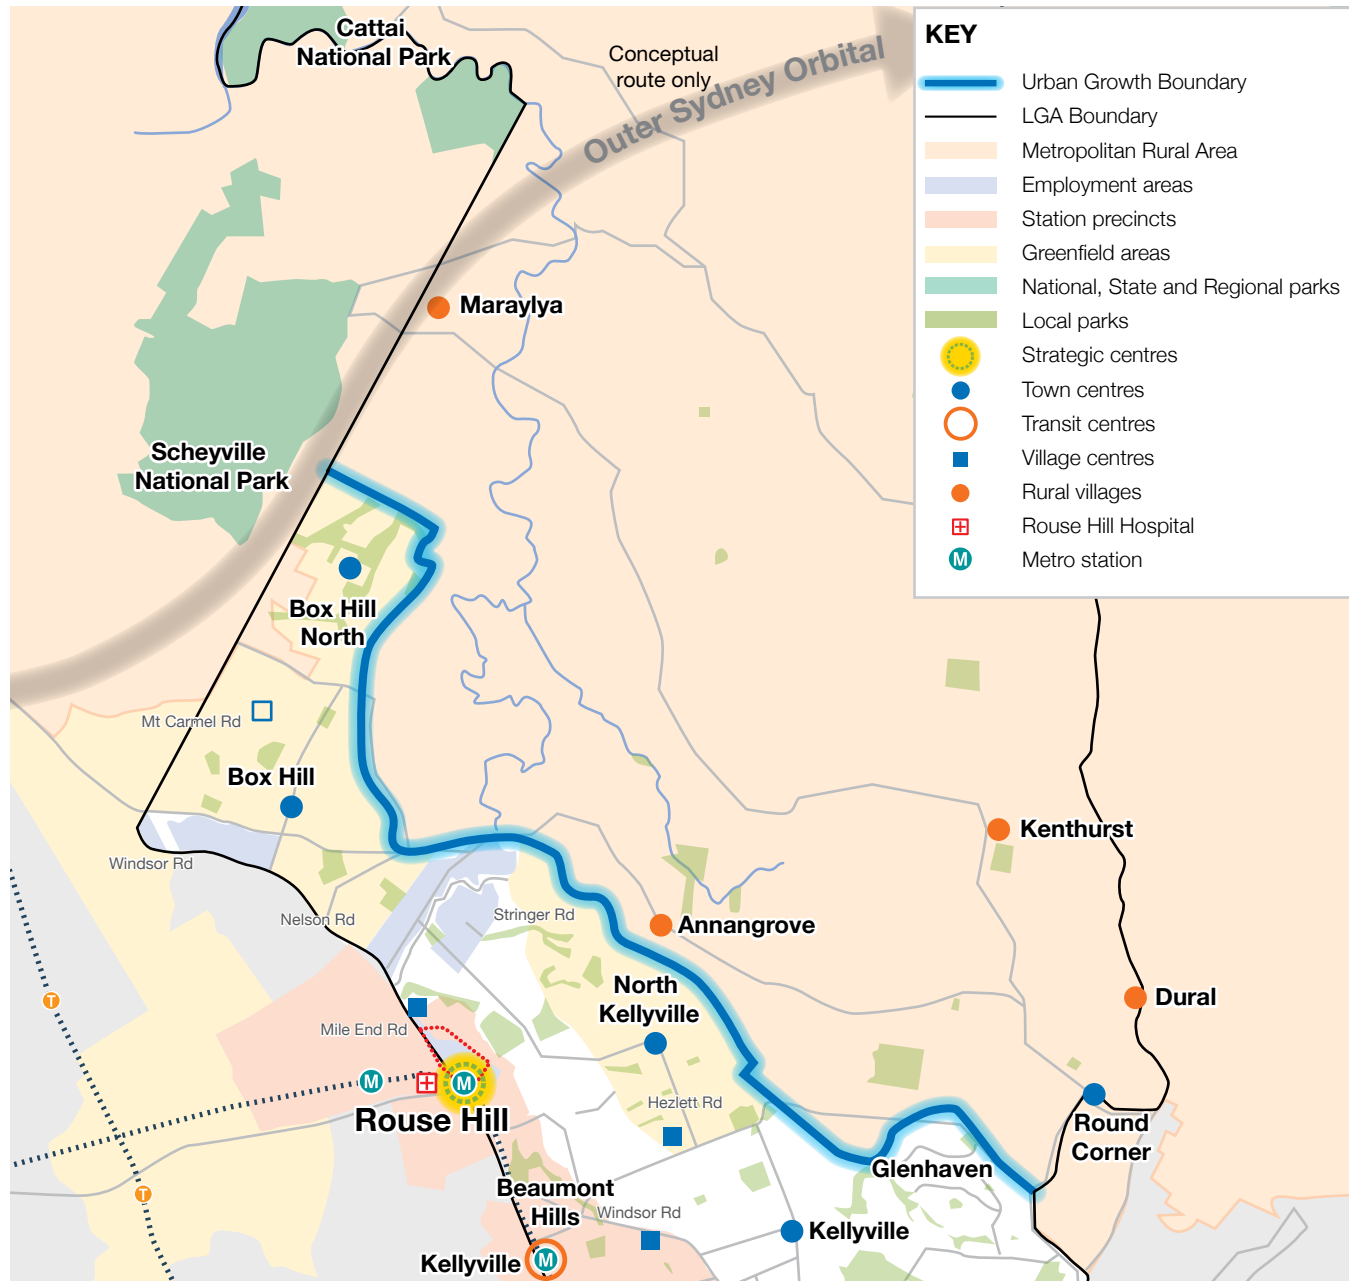 Cattai
National Park
Conceptual
route only
Outer Sydney Orbital
KEY
Urban Growth Boundary
LGA Boundary
Metropolitan Rural Area
Employment areas
Station precincts
Greenfield areas
National, State and Regional parks
Local parks
Strategic centres
Town centres
Transit centres
Village centres
Rural villages
Rouse Hill Hospital
M
Metro station
Maraylya
Scheyville
National Park
Box Hill
North
Mt Carmel Rd
Box Hill
Windsor Rd
Kenthurst
Nelson Rd
Stringer Rd
Annangrove
North
Kellyville
Dural
T
Mile End Rd
M
M
Rouse Hill
Hezlett Rd
Round
Corner
Glenhaven
T
Beaumont
Hills
Windsor Rd
Kellyville
Kellyville
M